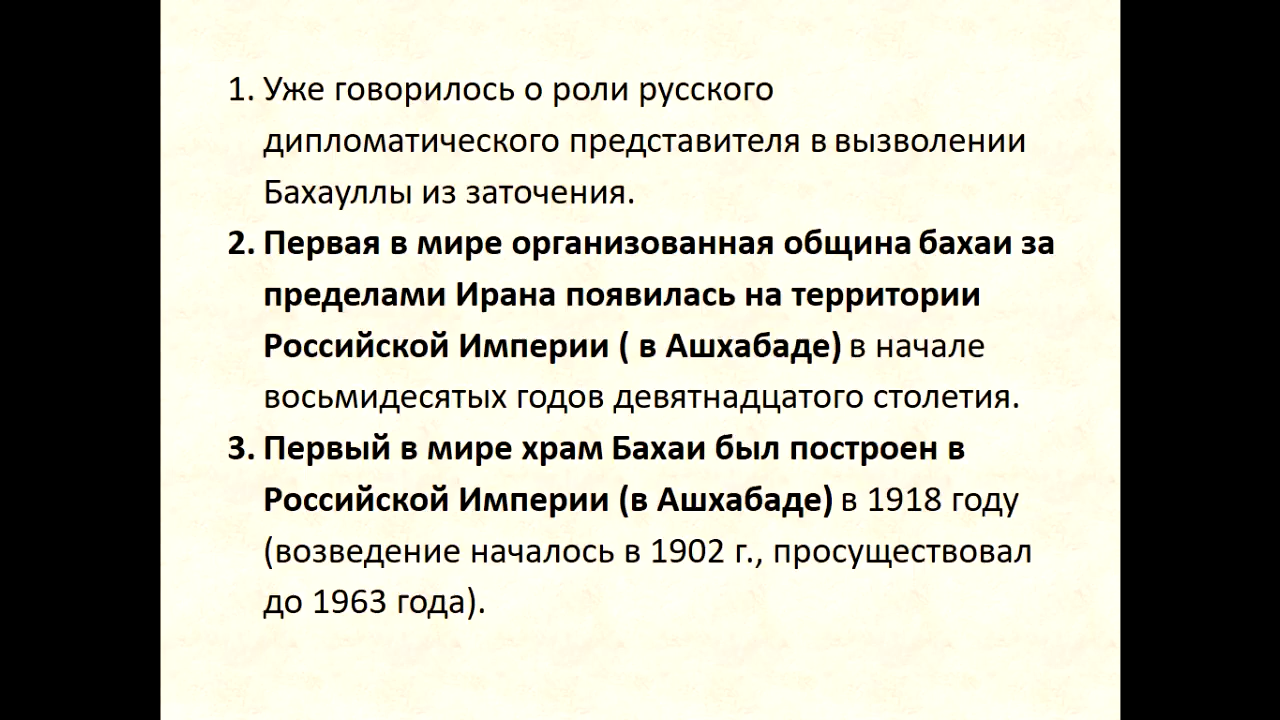 1. Уже говорилось о роли русского
дипломатического представителя в вызволении
Бахауллы из заточения.
2. Первая в мире организованная община бахаи за
пределами Ирана появилась на территории
Российской Империи ( в Ашхабаде) в начале
восьмидесятых годов девятнадцатого столетия.
3. Первый в мире храм Бахаи был построен в
Российской Империи (в Ашхабаде) в 1918 году
(возведение началось в 1902 г., просуществовал
до 1963 года).